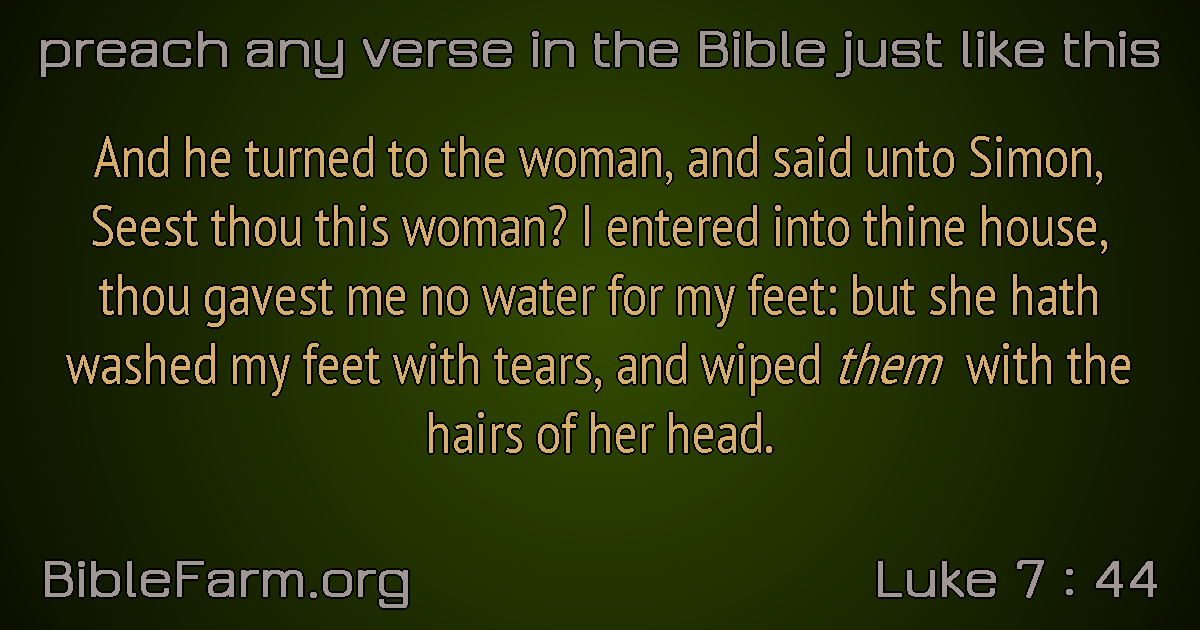 preach any verse in the Bible just like this
And he turned to the woman, and said unto Simon,
Seest thou this woman? I entered into thine house,
thou gavest me no water for my feet: but she hath
washed my feet with tears, and wiped them with the
hairs of her head.
BibleFarm.org
Luke 7 : 44